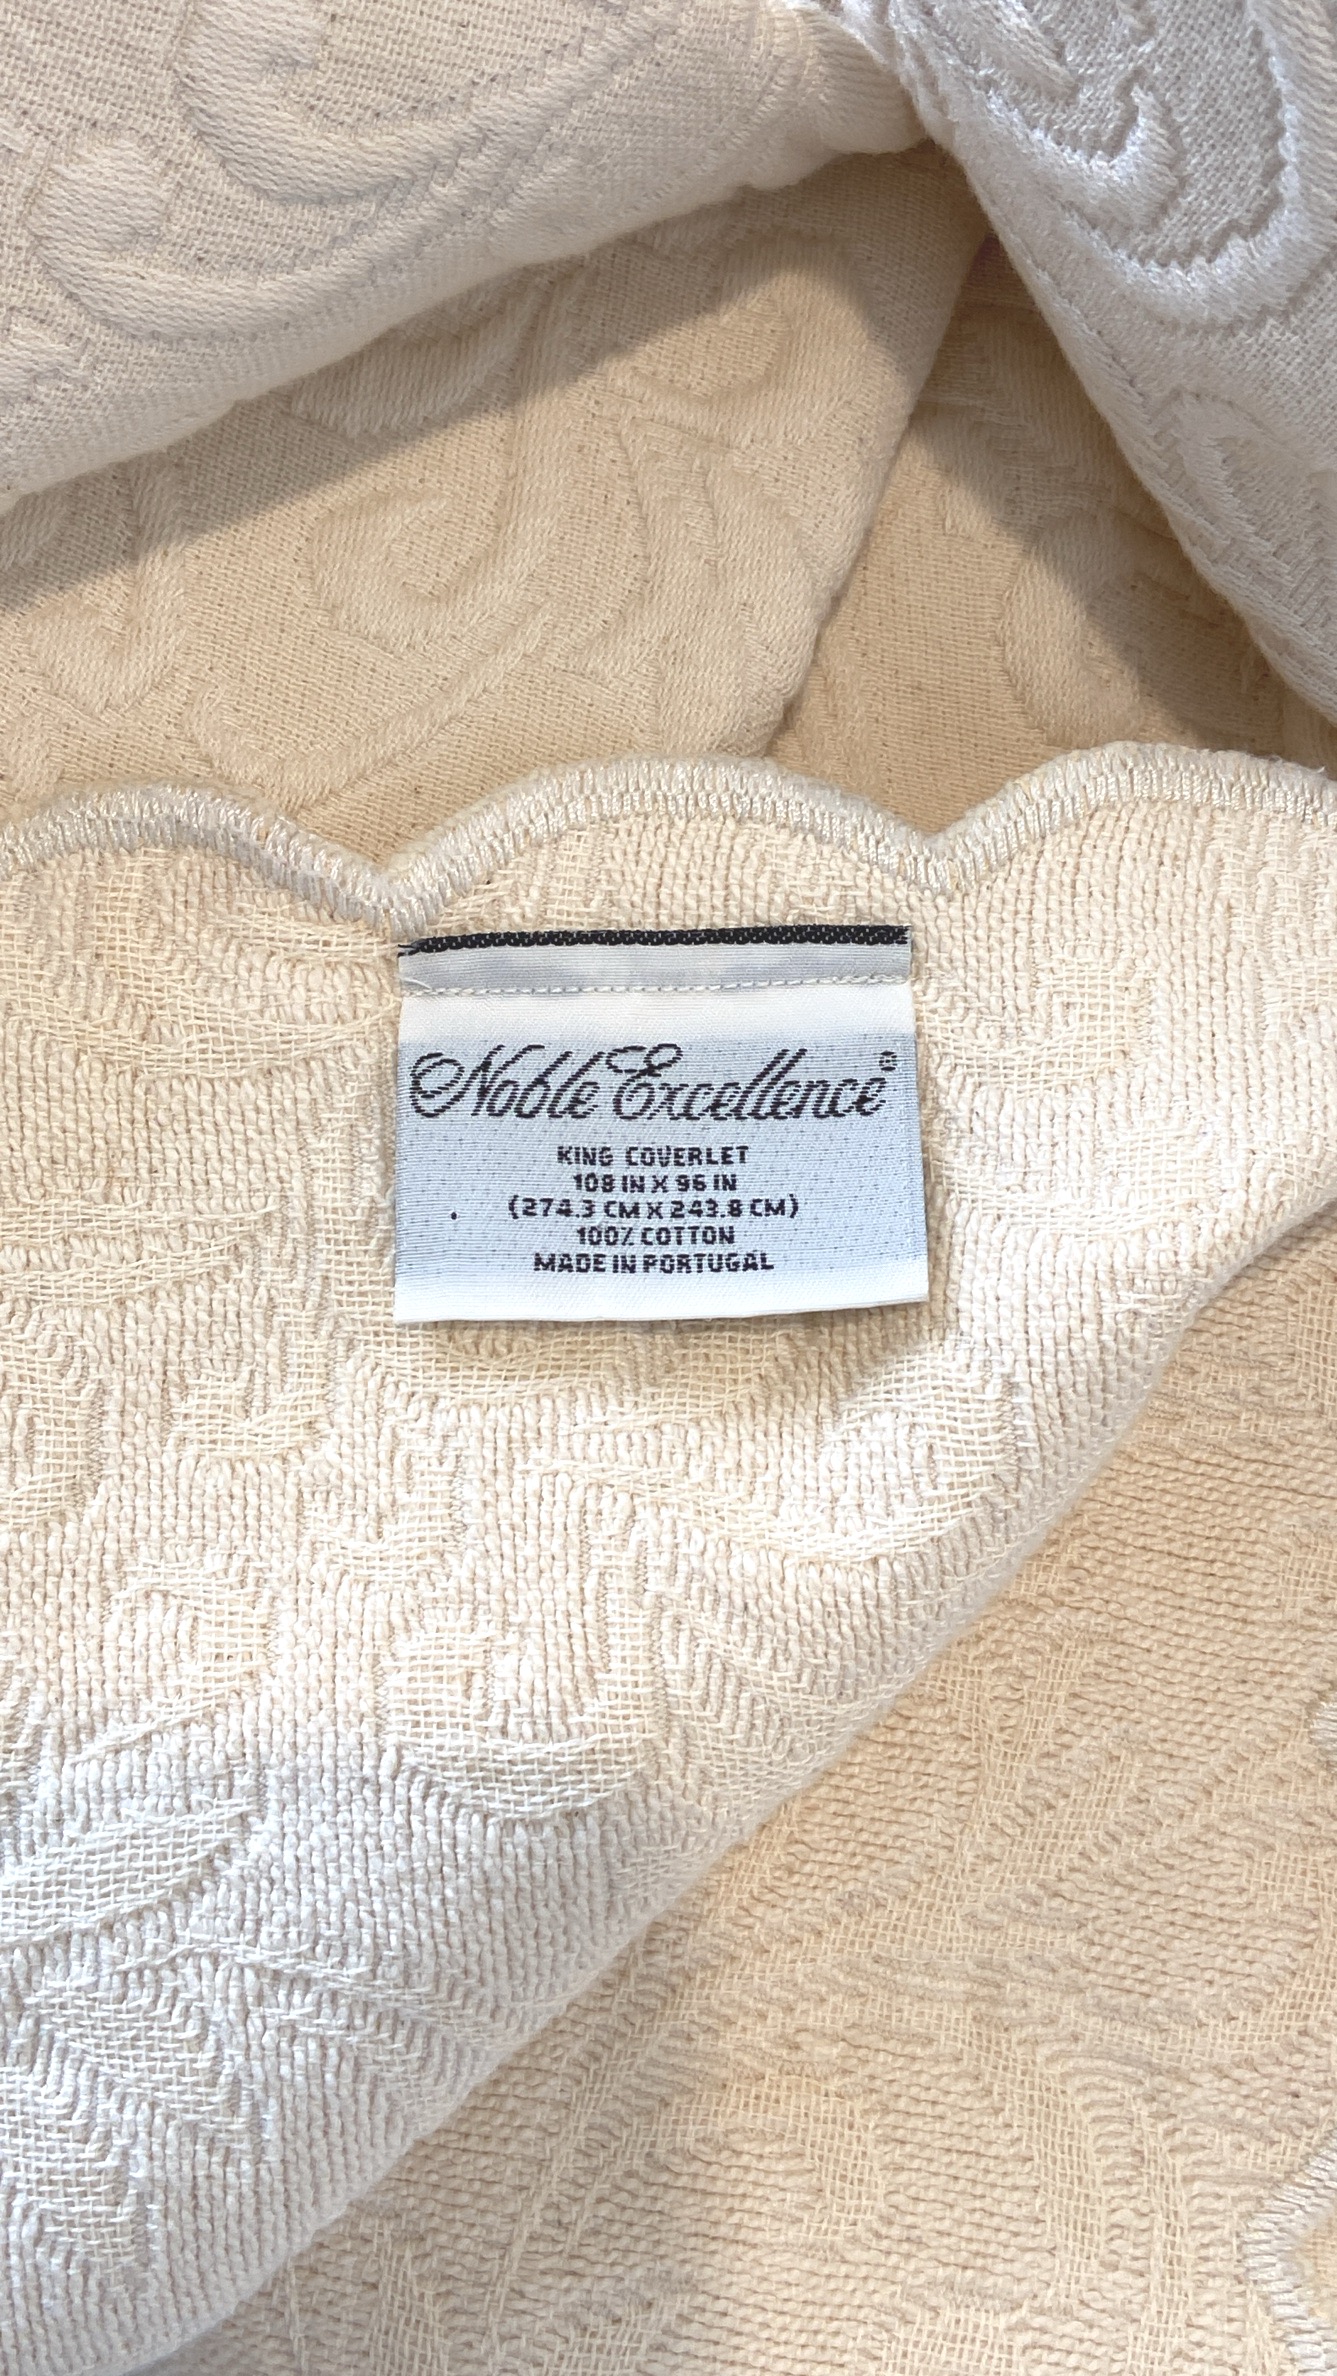 Noble Excellence®
KING COVERLET
108 IN X 96 IN
(274.3 CM X 243.8 CM)
100% COTTON
MADE IN PORTUGAL